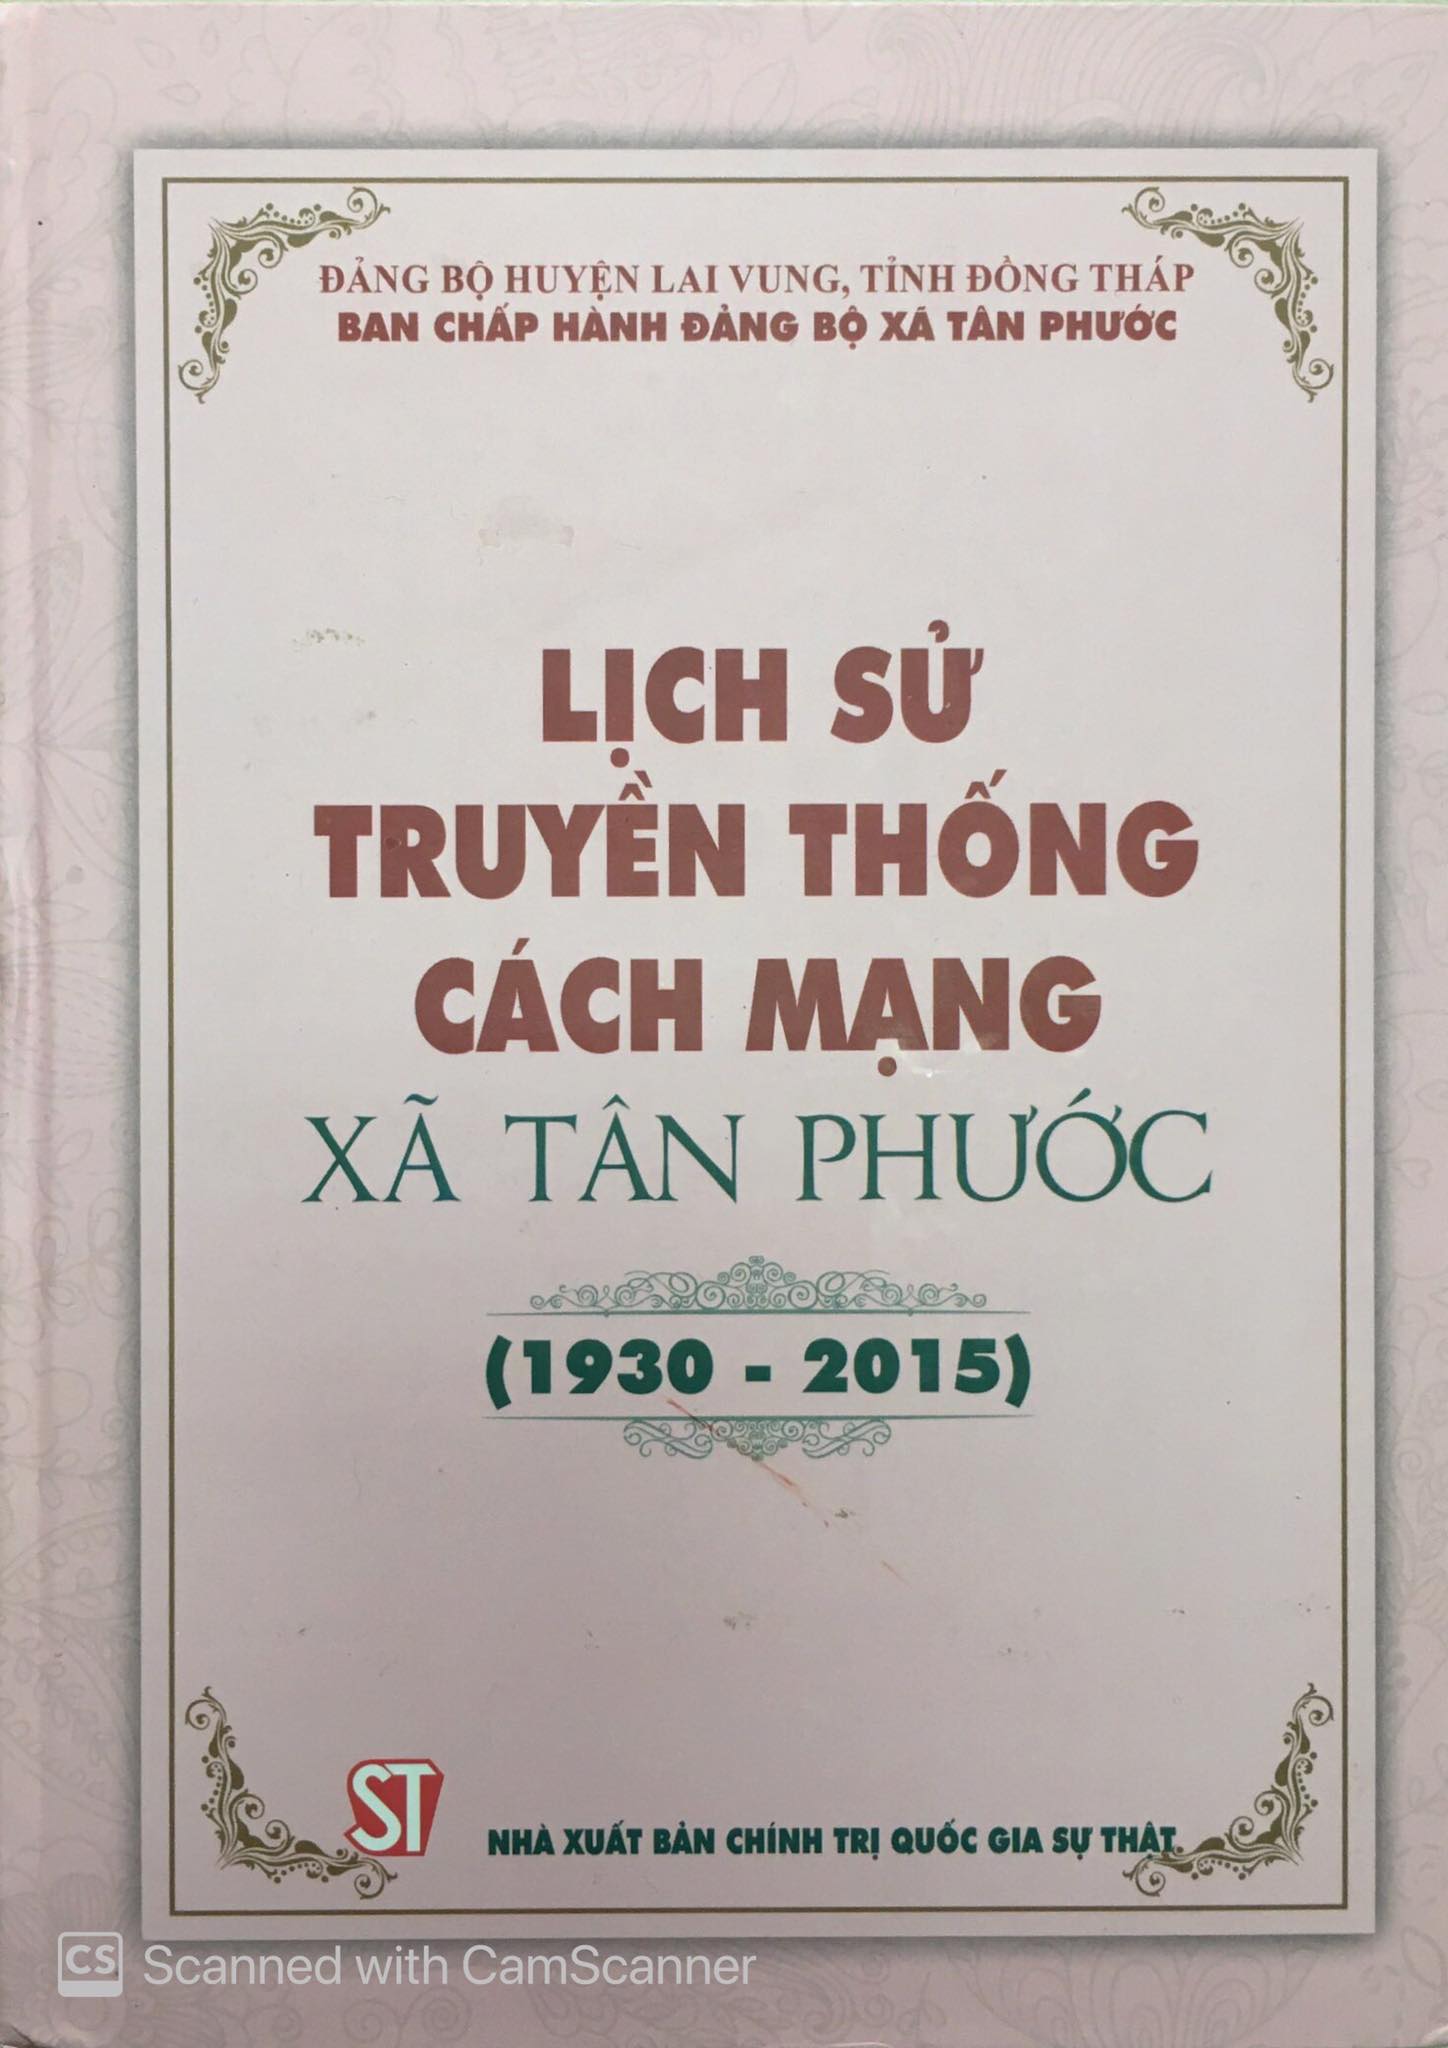 ĐẢNG BỘ HUYỆN LAI VUNG, TỈNH ĐỒNG THÁP
BAN CHẤP HÀNH ĐẢNG BỘ XÃ TÂN PHƯỚC
LỊCH SỬ
TRUYỀN THỐNG
CÁCH MẠNG
XÃ TÂN PHƯỚC
(1930 - 2015)
ST
NHÀ XUẤT BẢN CHÍNH TRỊ QUỐC GIA SỰ THẬT
CS Scanned with CamScanner